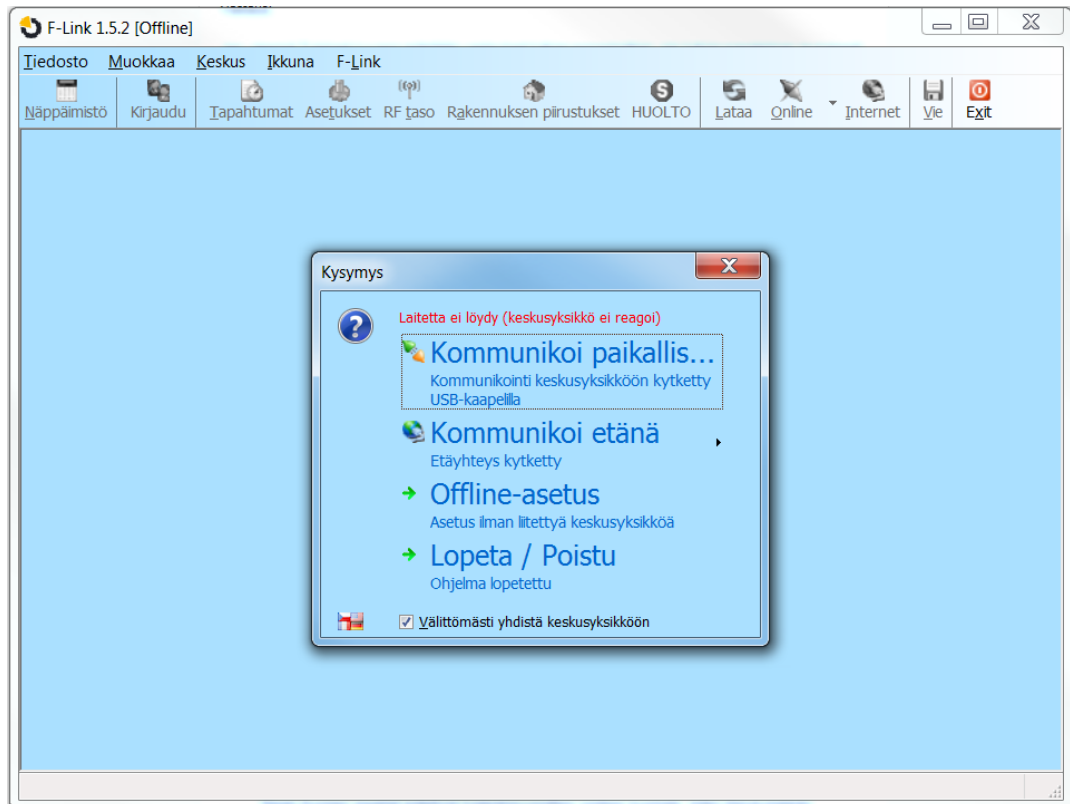 F-Link 1.5.2 [Offline]
Tiedosto Muokkaa Keskus Ikkuna F-Link
Näppäimistö Kirjaudu Tapahtumat Asetukset RF taso Rakennuksen piirustukset HUOLTO Lataa Online Internet Vie Exit
Kysymys
Laitetta ei löydy (keskusyksikkö ei reagoi)
Kommunikoi paikallis...
Kommunikointi keskusyksikköön kytketty
USB-kaapelilla
Kommunikoi etänä
Etäyhteys kytketty
Offline-asetus
Asetus ilman liitettyä keskusyksikköä
Lopeta / Poistu
Ohjelma lopetettu
Välittömästi yhdistä keskusyksikköön